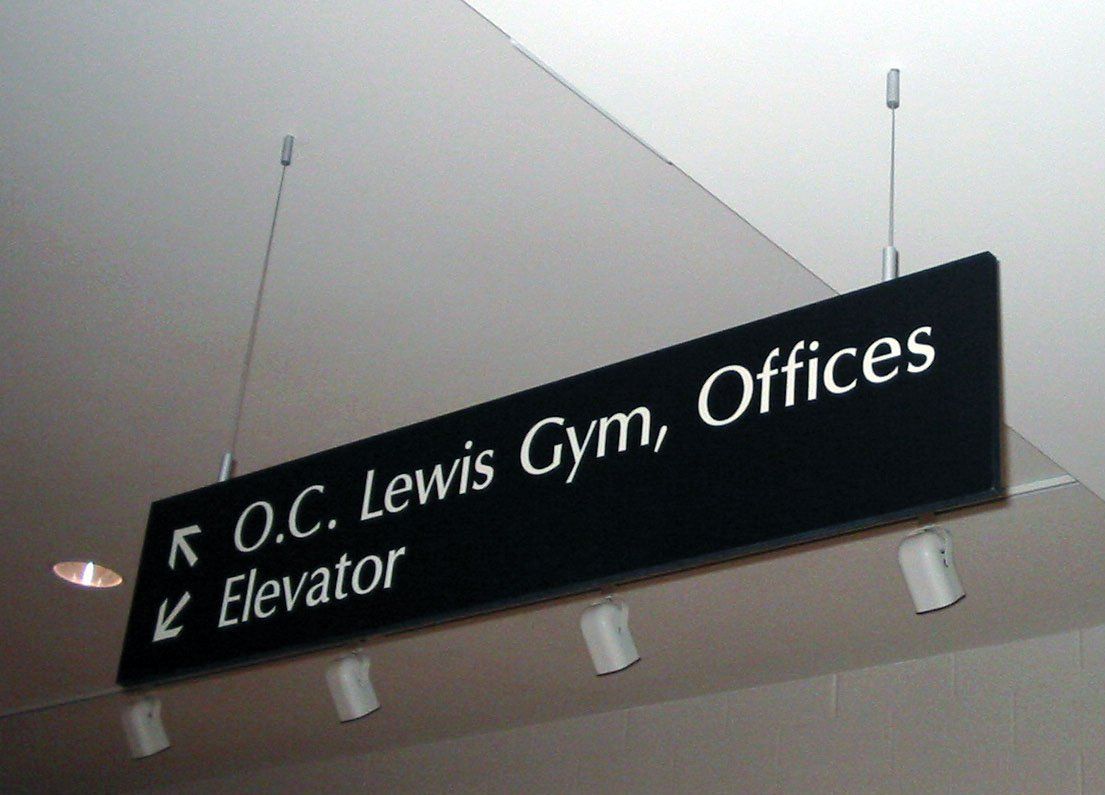 O.C. Lewis Gym, Offices
Elevator